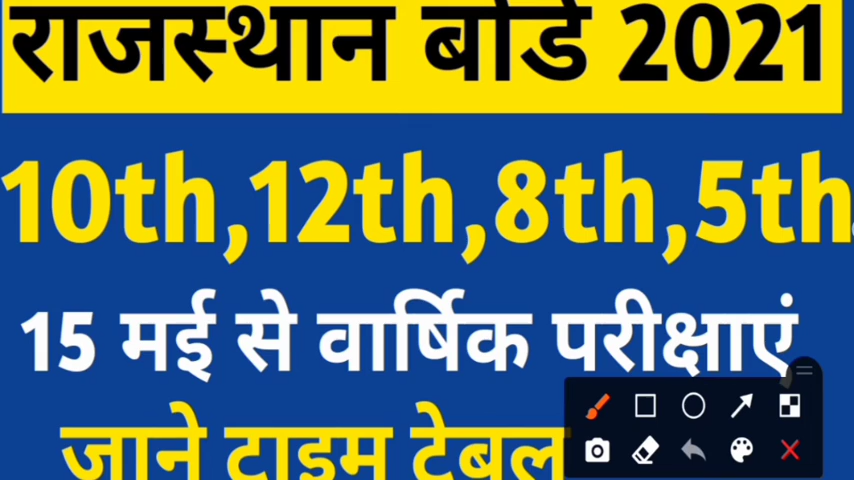 राजस्थान बोर्ड 2021
10th,12th,8th,5th
15 मई से वार्षिक परीक्षाएं
जाने टाइम टेबल